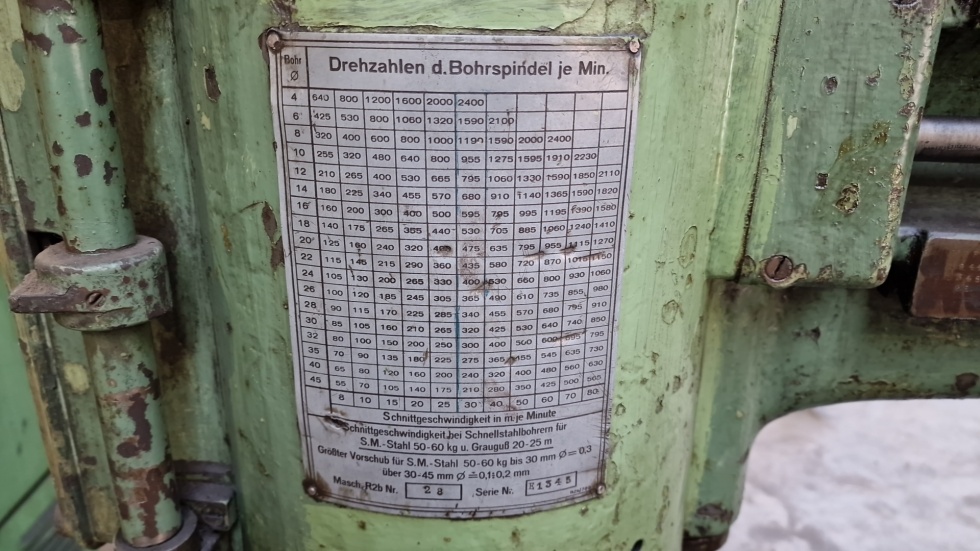 Bohr Ø Drehzahlen d. Bohrspindel je Min.
4 640 800 1200 1600 2000 2400
6 425 530 800 1060 1320 1590 2100
8 320 400 600 800 1000 1190 1590 2000 2400
10 255 320 480 640 800 955 1275 1595 1910 2230
12 210 265 400 530 665 795 1060 1330 1590 1850 2110
14 180 225 340 455 570 680 910 1140 1365 1590 1820
16 160 200 300 400 500 595 795 995 1195 1390 1580
18 140 175 265 355 440 530 705 885 1060 1240 1410
20 125 160 240 320 400 475 635 795 955 1115 1270
22 115 145 215 290 360 435 580 720 870 1015 1150
24 105 130 200 265 330 400 530 660 800 930 1060
26 100 120 185 245 305 365 490 610 735 855 980
28 90 115 170 225 285 340 455 570 680 795 910
30 85 105 160 210 265 320 425 530 640 740 850
32 80 100 150 200 250 300 400 500 600 695 795
35 70 90 135 180 225 275 365 455 545 635 730
40 65 80 120 160 200 240 320 400 480 560 630
45 55 70 105 140 175 210 280 350 425 500 565
8 10 15 20 25 30 40 50 60 70 80
Schnittgeschwindigkeit in m je Minute
Schnittgeschwindigkeit bei Schnellstahlbohrern für
S.M.-Stahl 50-60 kg u. Grauguß 20-25 m
Größter Vorschub für S.M.-Stahl 50-60 kg bis 30 mm Ø = 0,3
über 30-45 mm Ø = 0,1÷0,2 mm
Masch. R2b Nr. 28 Serie Nr. 1345